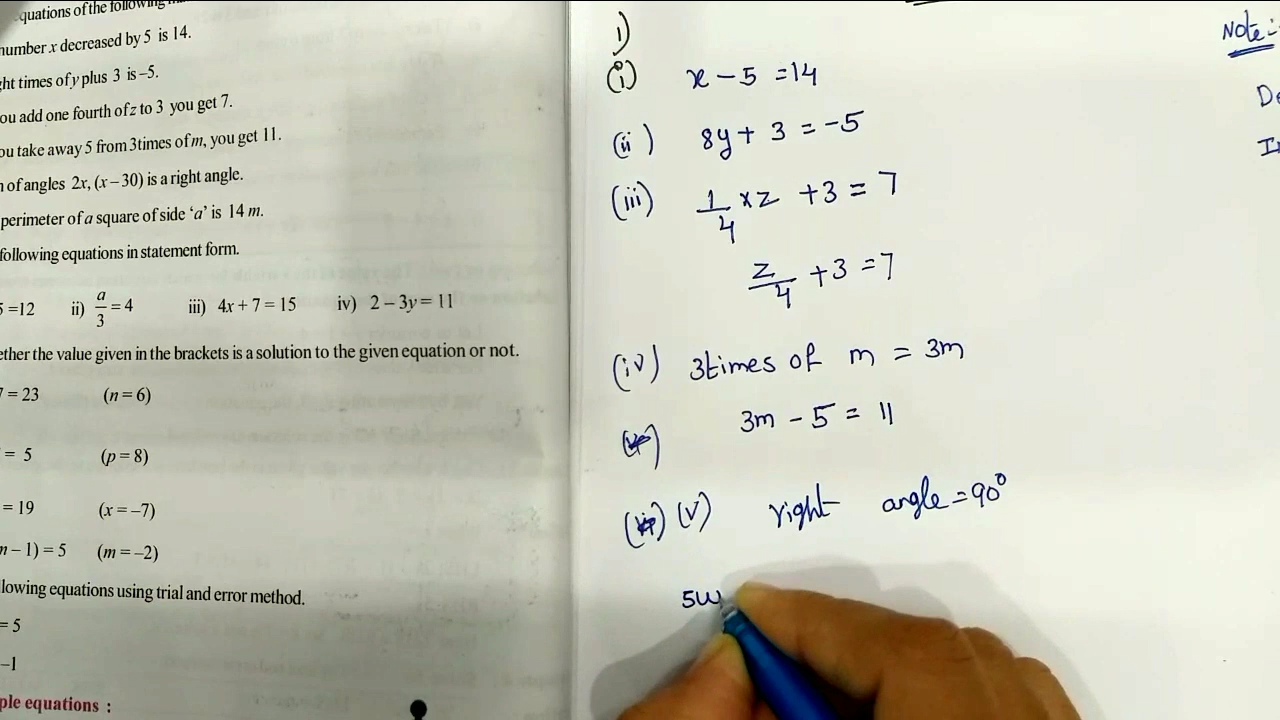 equations of the following
number x decreased by 5 is 14.
ght times of y plus 3 is –5.
ou add one fourth of z to 3 you get 7.
ou take away 5 from 3times of m, you get 11.
n of angles 2x, (x – 30) is a right angle.
perimeter of a square of side ‘a’ is 14 m.
following equations in statement form.
5 =12 ii) a/3 = 4 iii) 4x + 7 = 15 iv) 2 – 3y = 11
ether the value given in the brackets is a solution to the given equation or not.
7 = 23 (n = 6)
= 5 (p = 8)
= 19 (x = –7)
n – 1) = 5 (m = –2)
lowing equations using trial and error method.
= 5
–1
ple equations :
1)
(i) x – 5 = 14
(ii) 8y + 3 = -5
(iii) 1/4 × z + 3 = 7
z/4 + 3 = 7
(iv) 3times of m = 3m
3m – 5 = 11
(v) right angle = 90°
su
Note :-
De
In